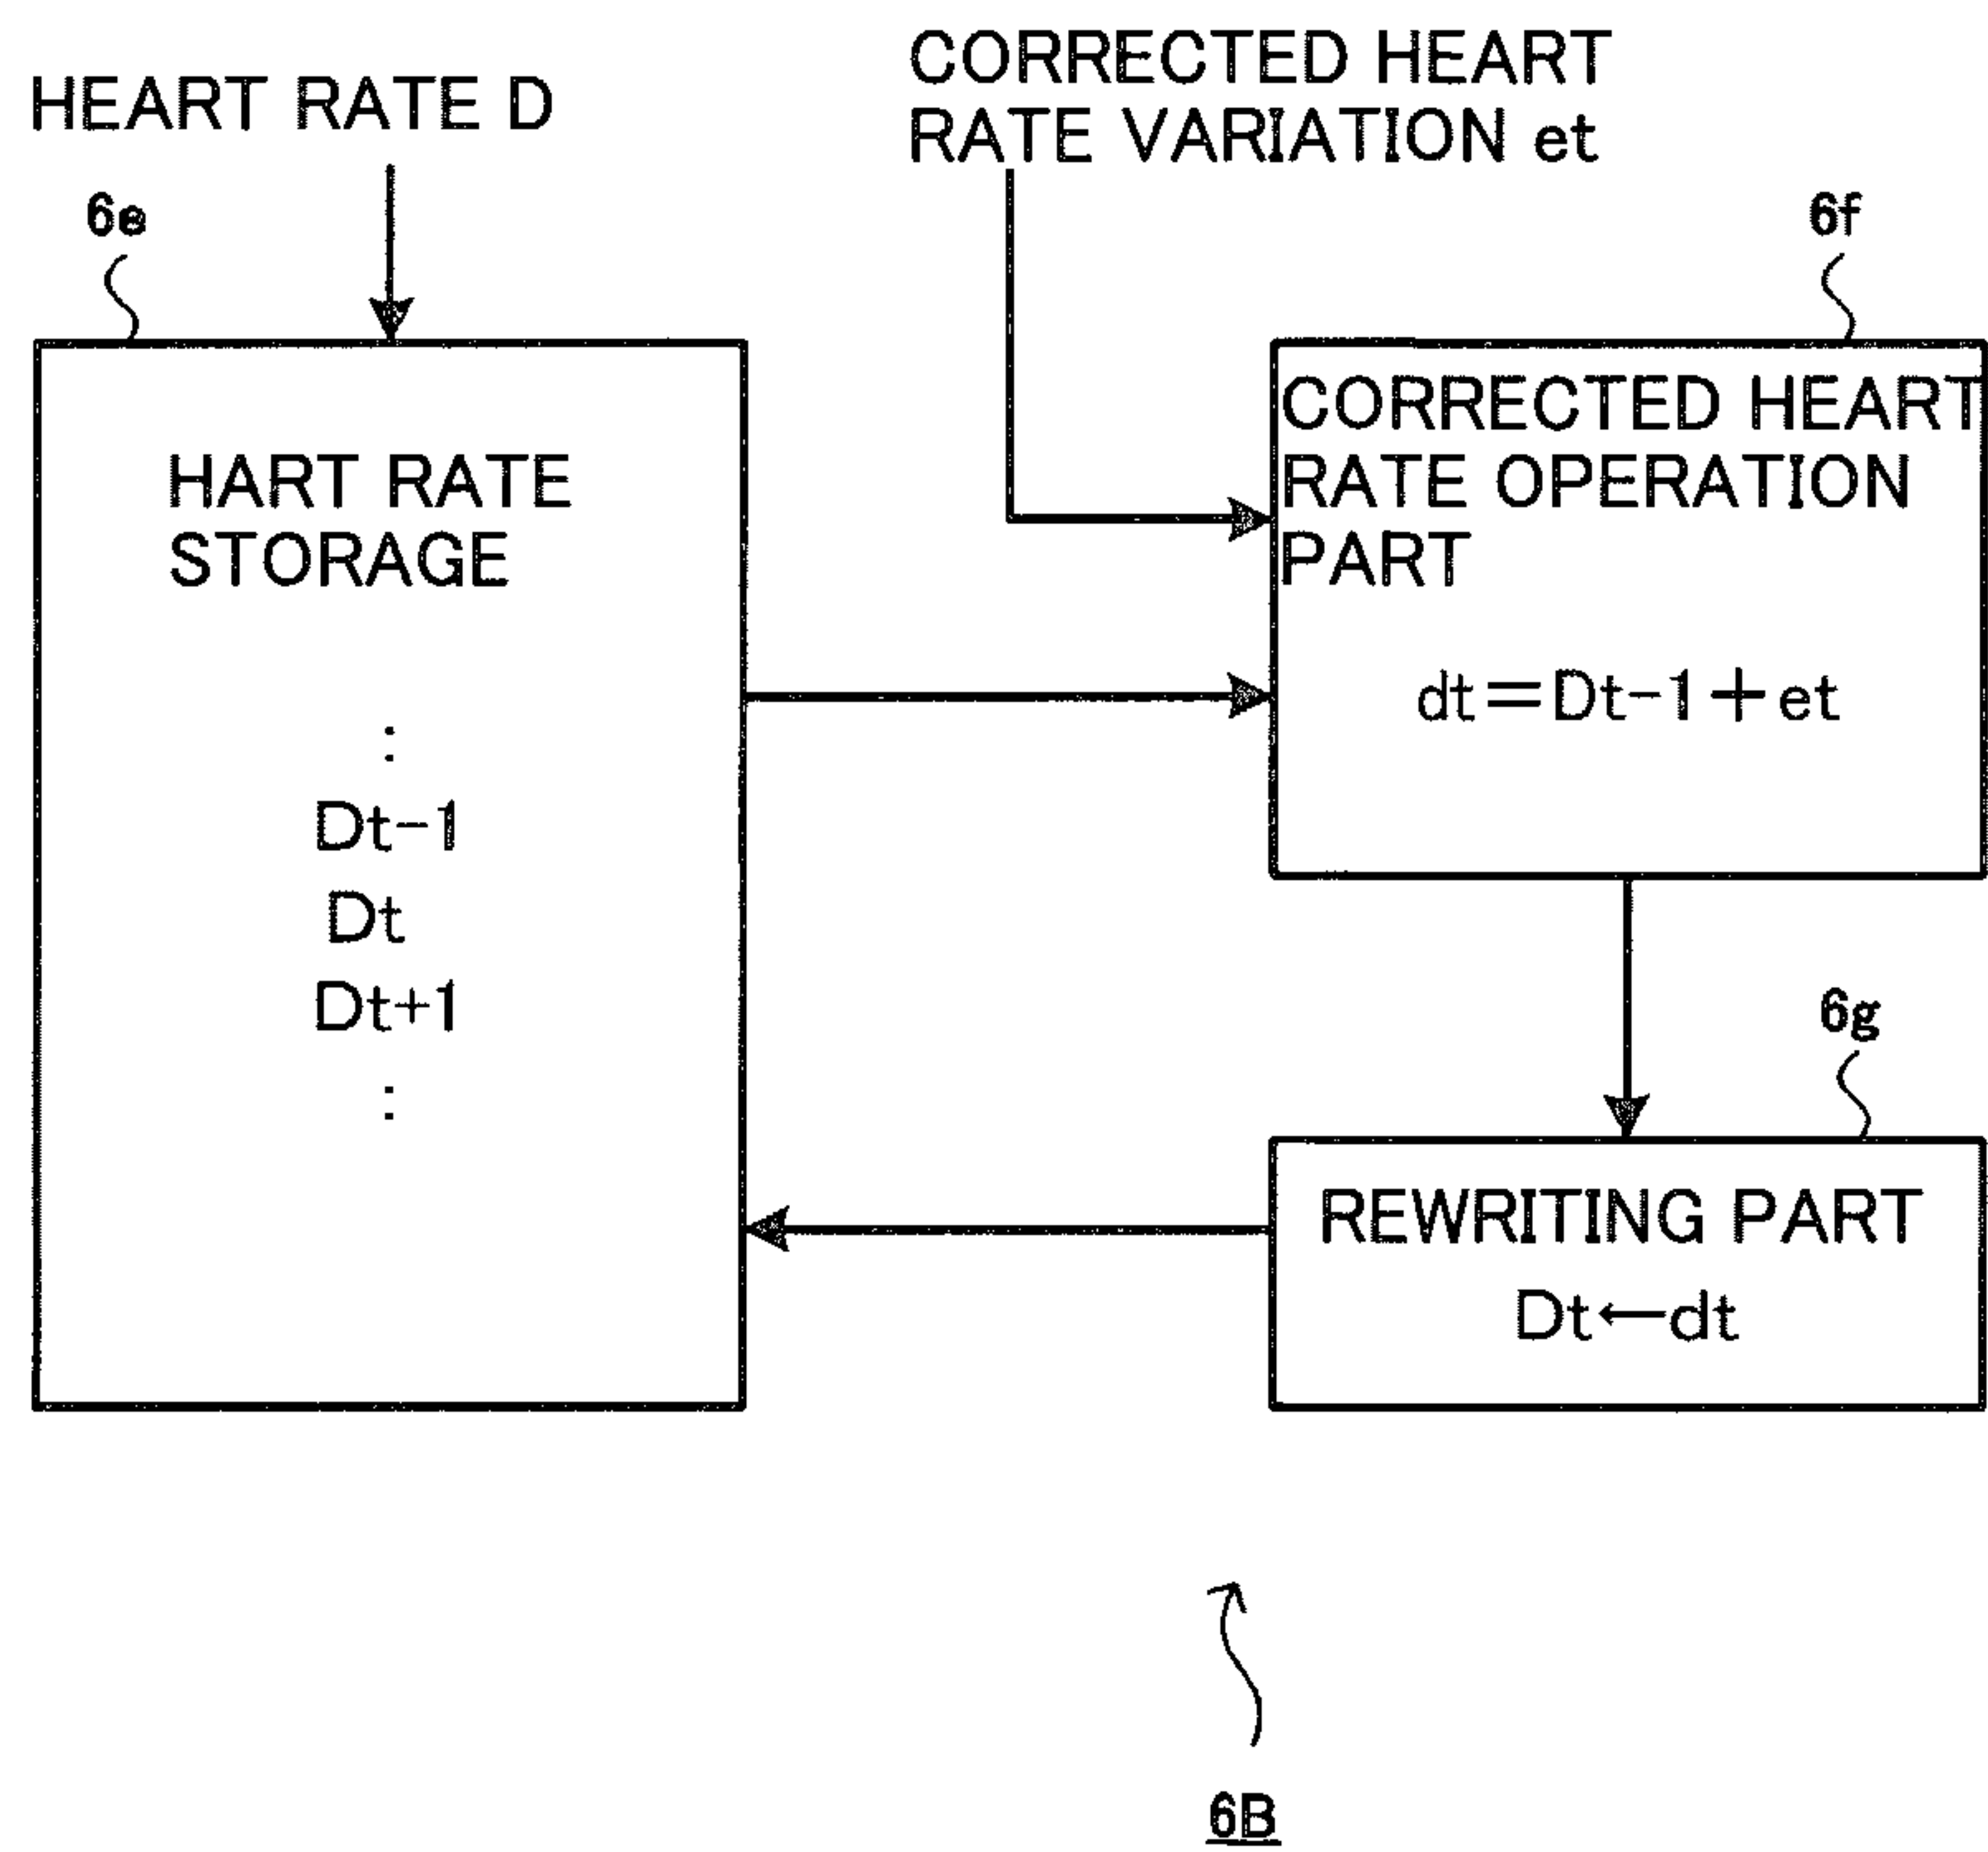 HEART RATE D
CORRECTED HEART
RATE VARIATION et
6e
6f
HART RATE
STORAGE
:
Dt-1
Dt
Dt+1
:
CORRECTED HEART
RATE OPERATION
PART
dt=Dt-1+et
6g
REWRITING PART
Dt←dt
6B